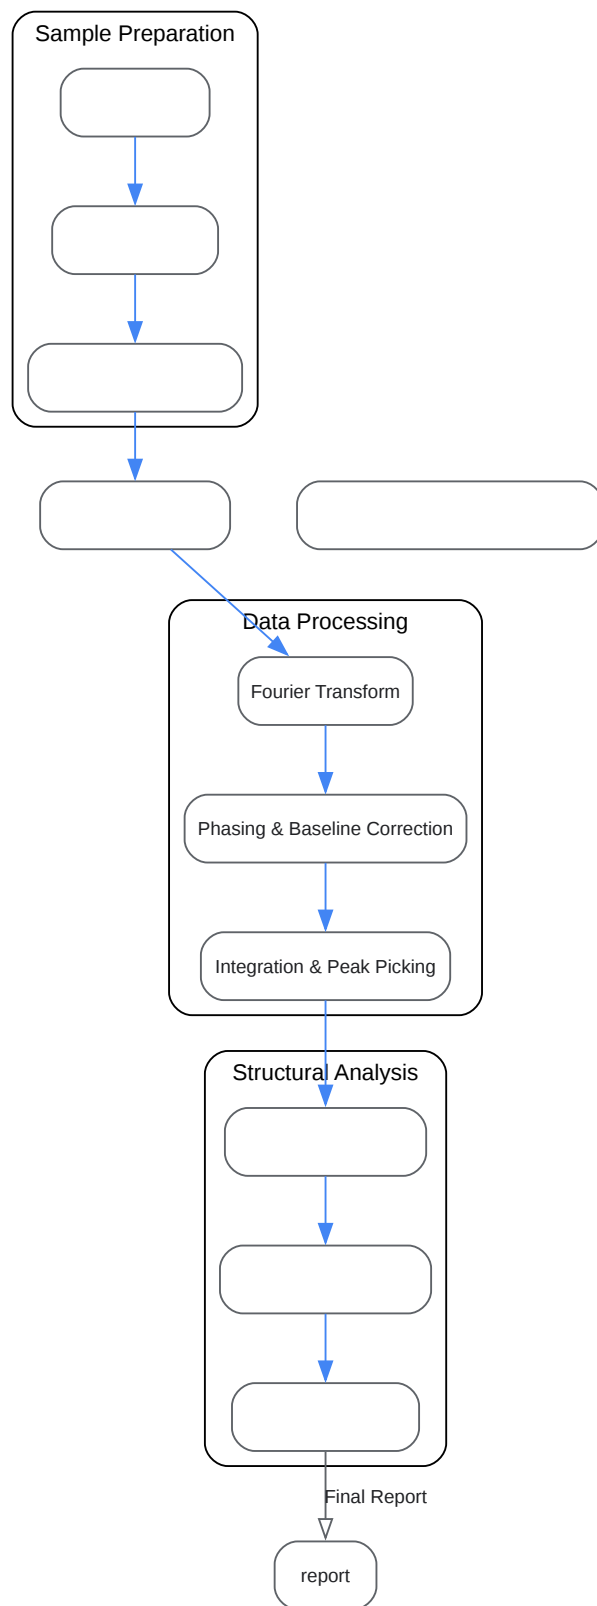 Sample Preparation
Data Processing
Fourier Transform
Phasing & Baseline Correction
Integration & Peak Picking
Structural Analysis
Final Report
report